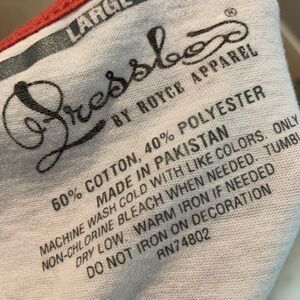 LARGE
Pressbox
BY ROYCE APPAREL
60% COTTON, 40% POLYESTER
MADE IN PAKISTAN
MACHINE WASH COLD WITH LIKE COLORS. ONLY
NON-CHLORINE BLEACH WHEN NEEDED. TUMBL
DRY LOW. WARM IRON IF NEEDED
DO NOT IRON ON DECORATION
RN74802